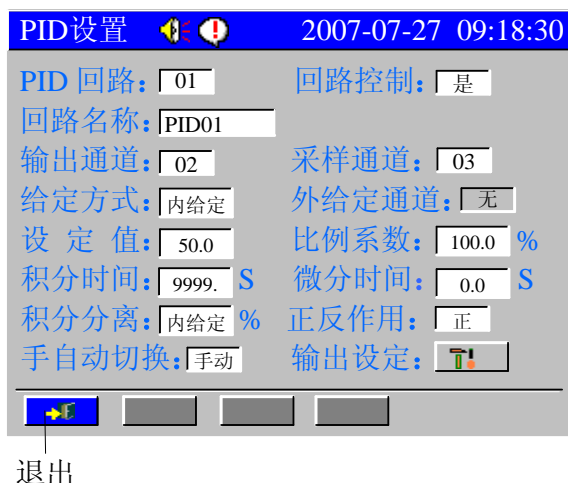 PID设置 2007-07-27 09:18:30
PID 回路：01 回路控制：是
回路名称：PID01
输出通道：02 采样通道：03
给定方式：内给定 外给定通道：无
设 定 值：50.0 比例系数：100.0 %
积分时间：9999. S 微分时间：0.0 S
积分分离：内给定 % 正反作用：正
手自动切换：手动 输出设定：
退出